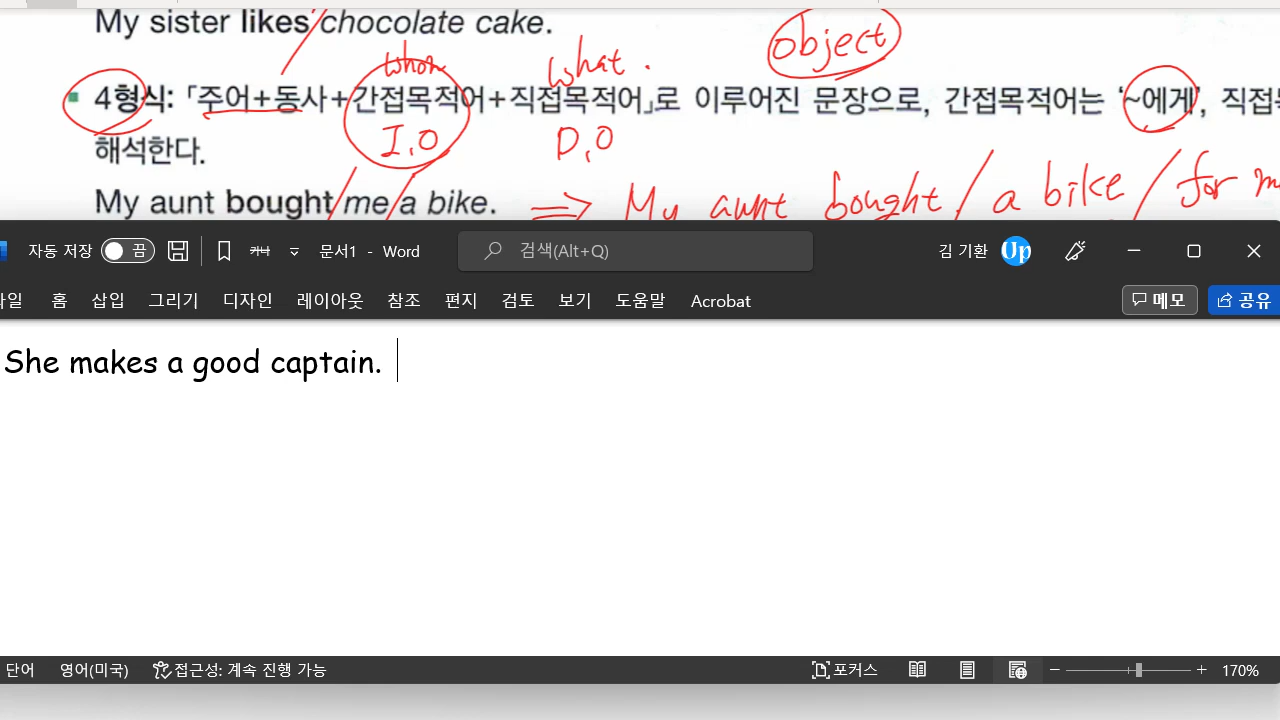 My sister likes chocolate cake.
object
whom
what.
4형식: 「주어+동사+간접목적어+직접목적어」로 이루어진 문장으로, 간접목적어는 '~에게', 직접
I.O
D.O
해석한다.
My aunt bought me a bike. ⇒ My aunt bought / a bike / for
자동 저장 끔 가나 문서1 - Word 검색(Alt+Q) 김 기환 Up
파일 홈 삽입 그리기 디자인 레이아웃 참조 편지 검토 보기 도움말 Acrobat 메모 공유
She makes a good captain.
단어 영어(미국) 접근성: 계속 진행 가능 포커스 170%